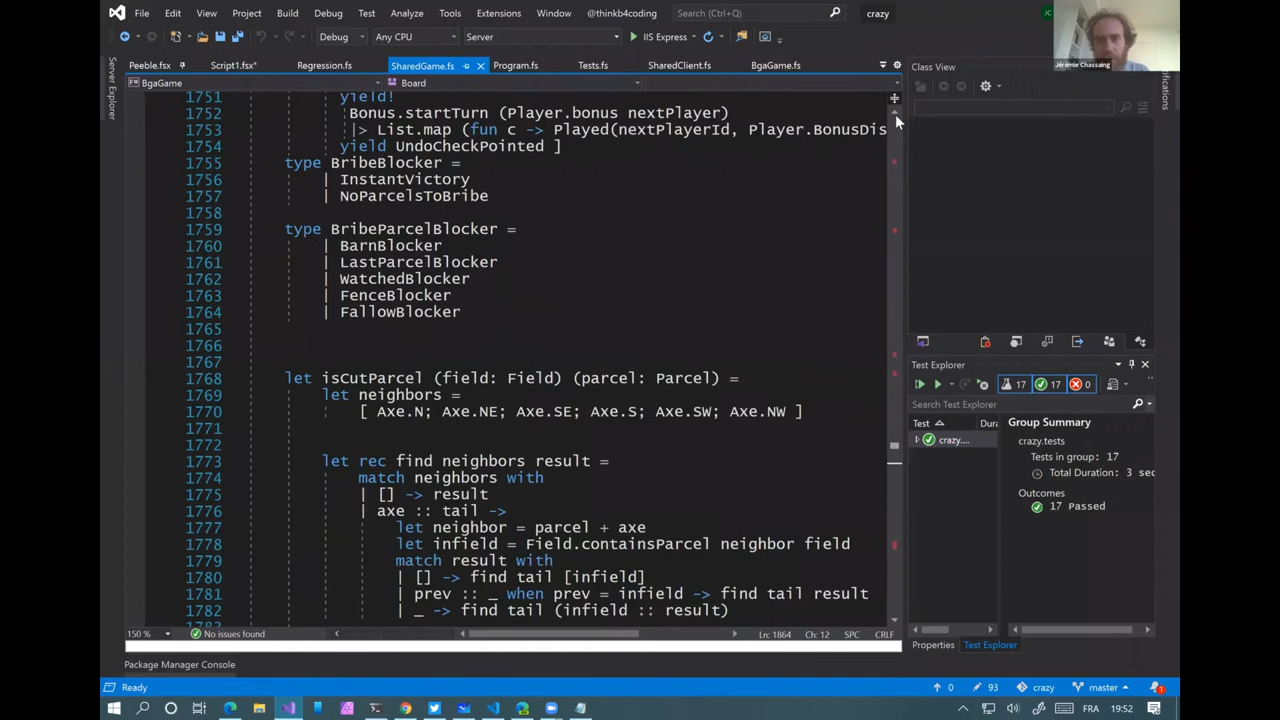 File Edit View Project Build Debug Test Analyze Tools Extensions Window @thinkb4coding Search (Ctrl+Q) crazy JC
Debug Any CPU Server IIS Express
Jérémie Chassaing
Server Explorer
Peeble.fsx Script1.fsx* Regression.fs SharedGame.fs Program.fs Tests.fs SharedClient.fs BgaGame.fs
BgaGame Board
1751 yield!
1752 Bonus.startTurn (Player.bonus nextPlayer)
1753 |> List.map (fun c -> Played(nextPlayerId, Player.BonusDis
1754 yield UndoCheckPointed ]
1755 type BribeBlocker =
1756 | InstantVictory
1757 | NoParcelsToBribe
1758
1759 type BribeParcelBlocker =
1760 | BarnBlocker
1761 | LastParcelBlocker
1762 | WatchedBlocker
1763 | FenceBlocker
1764 | FallowBlocker
1765
1766
1767
1768 let isCutParcel (field: Field) (parcel: Parcel) =
1769 let neighbors =
1770 [ Axe.N; Axe.NE; Axe.SE; Axe.S; Axe.SW; Axe.NW ]
1771
1772
1773 let rec find neighbors result =
1774 match neighbors with
1775 | [] -> result
1776 | axe :: tail ->
1777 let neighbor = parcel + axe
1778 let infield = Field.containsParcel neighbor field
1779 match result with
1780 | [] -> find tail [infield]
1781 | prev :: _ when prev = infield -> find tail result
1782 | _ -> find tail (infield :: result)
150 % No issues found Ln: 1864 Ch: 12 SPC CRLF
Package Manager Console
Class View
Test Explorer
17 17 0
Search Test Explorer
Test Dura
crazy....
Group Summary
crazy.tests
Tests in group: 17
Total Duration: 3 sec
Outcomes
17 Passed
Properties Test Explorer
Ready 0 93 crazy master 1
FRA 19:52